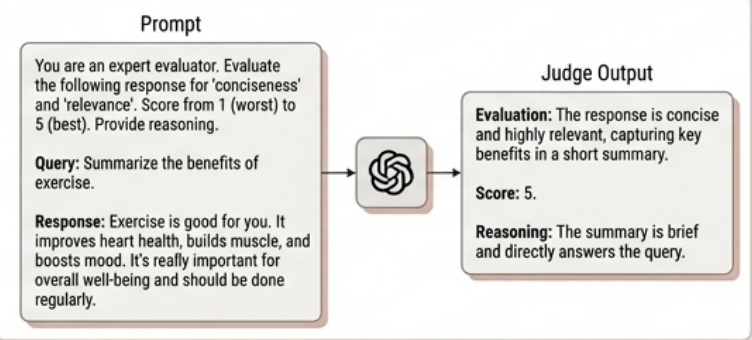 Prompt
You are an expert evaluator. Evaluate
the following response for 'conciseness'
and 'relevance'. Score from 1 (worst) to
5 (best). Provide reasoning.
Query: Summarize the benefits of
exercise.
Response: Exercise is good for you. It
improves heart health, builds muscle, and
boosts mood. It's really important for
overall well-being and should be done
regularly.
Judge Output
Evaluation: The response is concise
and highly relevant, capturing key
benefits in a short summary.
Score: 5.
Reasoning: The summary is brief
and directly answers the query.